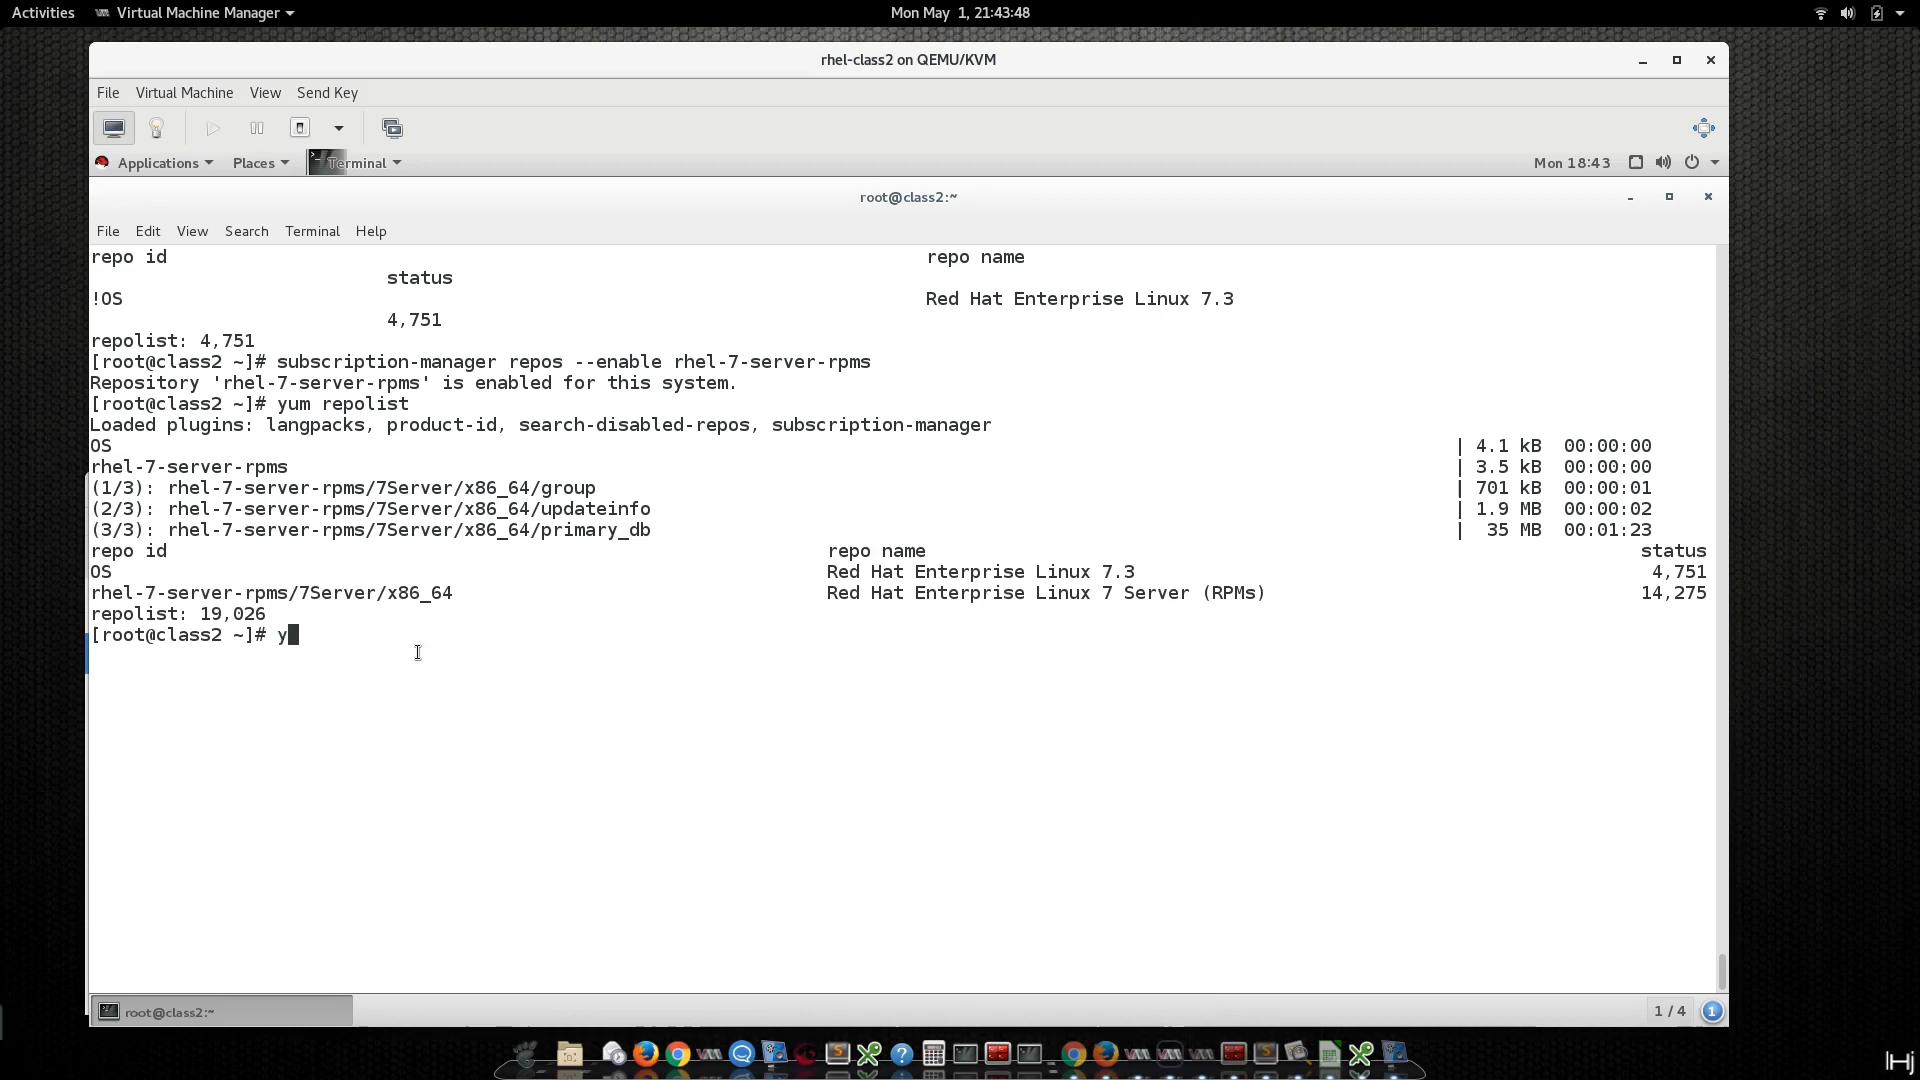 Activities Virtual Machine Manager Mon May 1, 21:43:48
rhel-class2 on QEMU/KVM
File Virtual Machine View Send Key
Applications Places Terminal Mon 18:43
root@class2:~
File Edit View Search Terminal Help
repo id repo name
status
!OS Red Hat Enterprise Linux 7.3
4,751
repolist: 4,751
[root@class2 ~]# subscription-manager repos --enable rhel-7-server-rpms
Repository 'rhel-7-server-rpms' is enabled for this system.
[root@class2 ~]# yum repolist
Loaded plugins: langpacks, product-id, search-disabled-repos, subscription-manager
OS | 4.1 kB 00:00:00
rhel-7-server-rpms | 3.5 kB 00:00:00
(1/3): rhel-7-server-rpms/7Server/x86_64/group | 701 kB 00:00:01
(2/3): rhel-7-server-rpms/7Server/x86_64/updateinfo | 1.9 MB 00:00:02
(3/3): rhel-7-server-rpms/7Server/x86_64/primary_db | 35 MB 00:01:23
repo id repo name status
OS Red Hat Enterprise Linux 7.3 4,751
rhel-7-server-rpms/7Server/x86_64 Red Hat Enterprise Linux 7 Server (RPMs) 14,275
repolist: 19,026
[root@class2 ~]# y
root@class2:~ 1 / 4 1